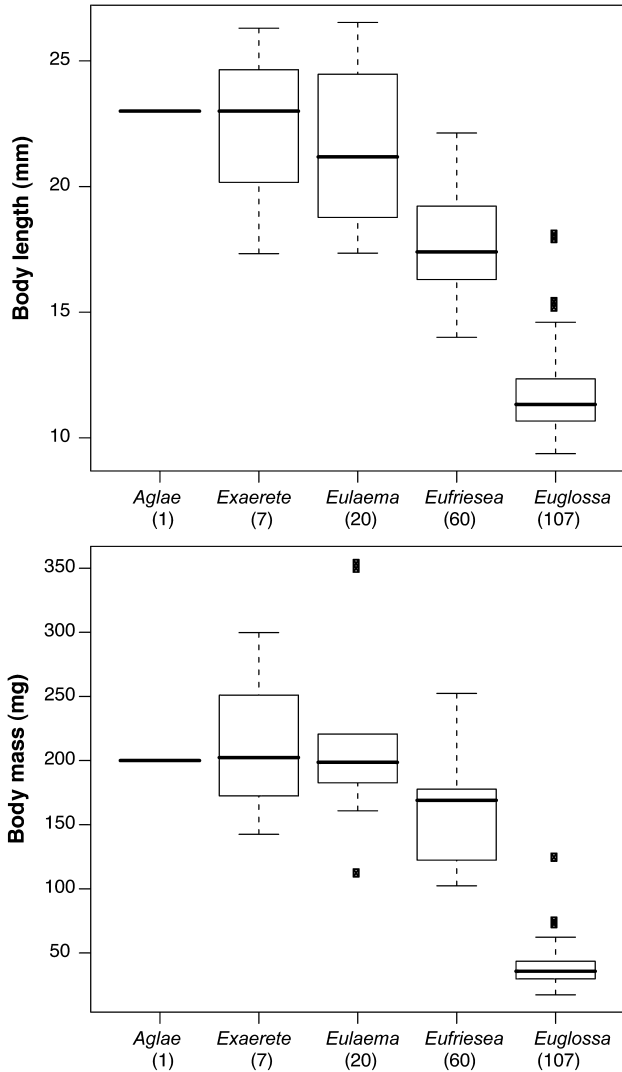 Body length (mm)
25
20
15
10
Aglae Exaerete Eulaema Eufriesea Euglossa
(1) (7) (20) (60) (107)
Body mass (mg)
350
300
250
200
150
100
50
Aglae Exaerete Eulaema Eufriesea Euglossa
(1) (7) (20) (60) (107)